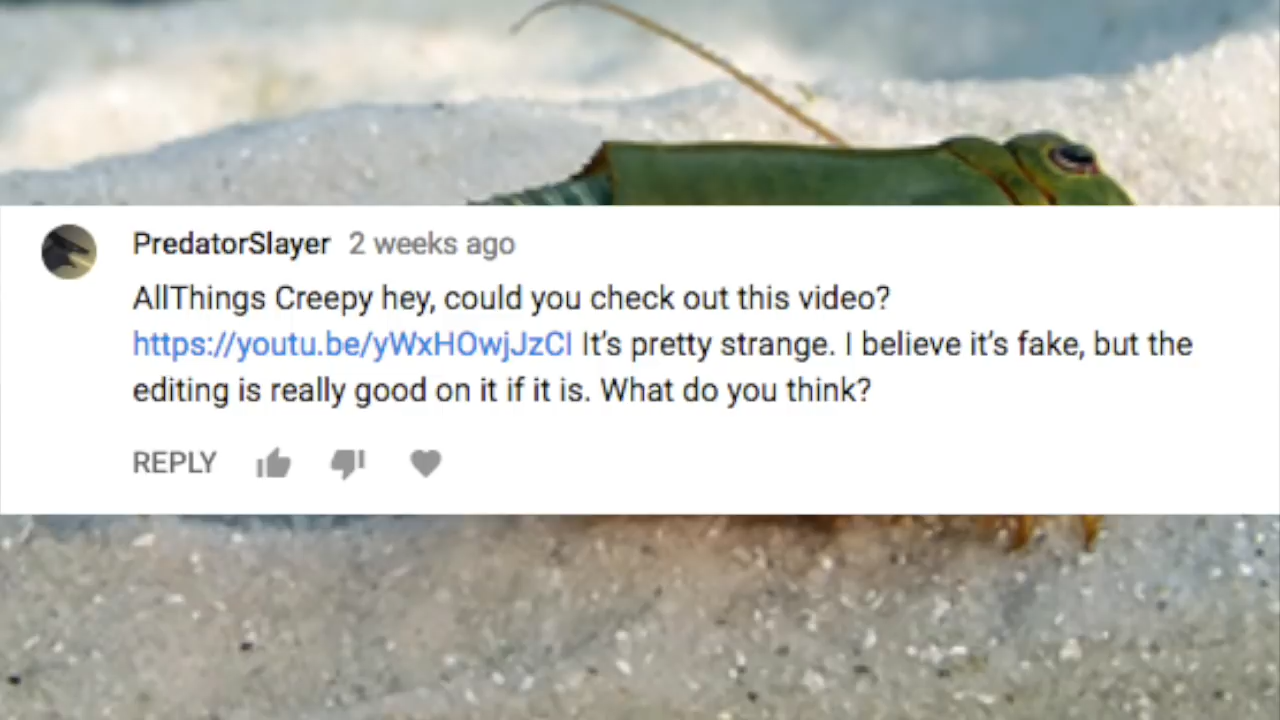 PredatorSlayer 2 weeks ago
AllThings Creepy hey, could you check out this video?
https://youtu.be/yWxHOwjJzCI It's pretty strange. I believe it's fake, but the
editing is really good on it if it is. What do you think?
REPLY